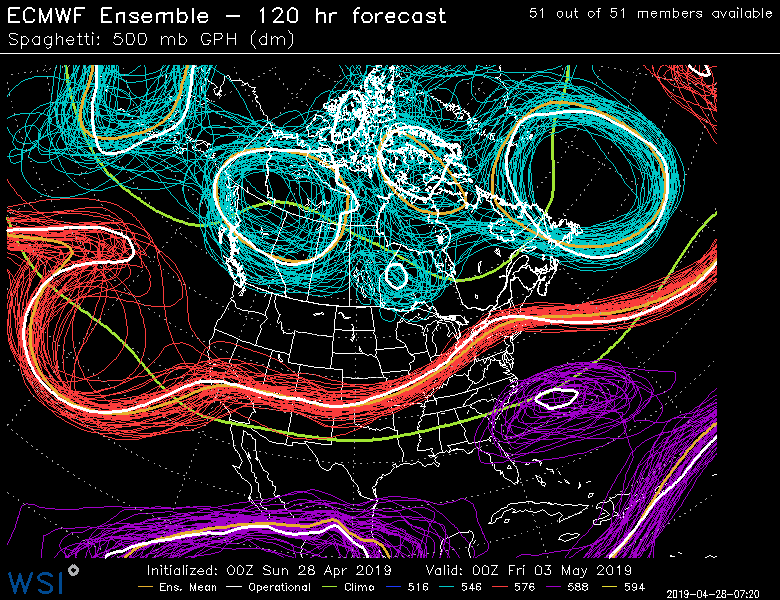 ECMWF Ensemble – 120 hr forecast
51 out of 51 members available
Spaghetti: 500 mb GPH (dm)
Initialized: 00Z Sun 28 Apr 2019 Valid: 00Z Fri 03 May 2019
WSI
Ens. Mean Operational Climo 516 546 576 588 594
2019-04-28-07:20